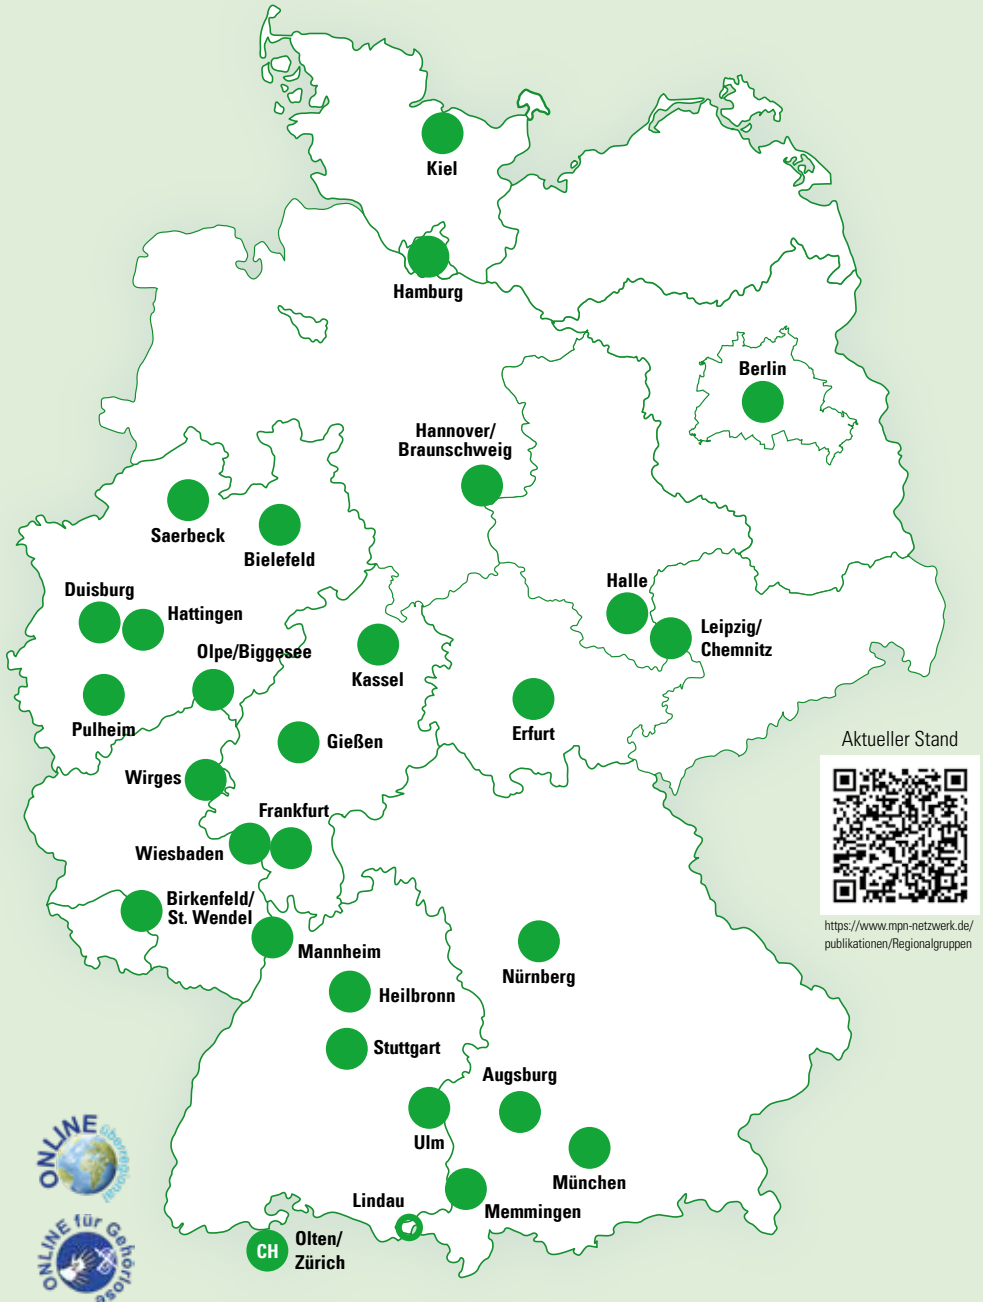 Kiel
Hamburg
Berlin
Hannover/
Braunschweig
Saerbeck
Bielefeld
Duisburg
Hattingen
Halle
Leipzig/
Chemnitz
Olpe/Biggesee
Kassel
Pulheim
Erfurt
Gießen
Aktueller Stand
Wirges
Frankfurt
Wiesbaden
Birkenfeld/
St. Wendel
https://www.mpn-netzwerk.de/
publikationen/Regionalgruppen
Mannheim
Nürnberg
Heilbronn
Stuttgart
Augsburg
Ulm
München
Memmingen
Lindau
CH
Olten/
Zürich
ONLINE
überregional
ONLINE für Gehörlose